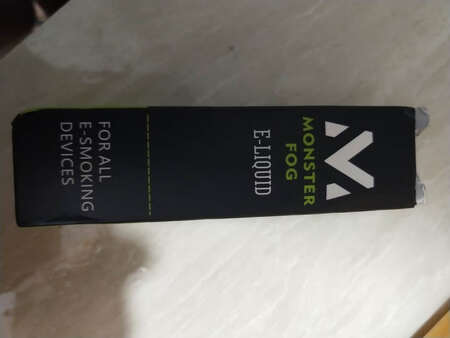 MONSTER
FOG
E-LIQUID
FOR ALL
E-SMOKING
DEVICES